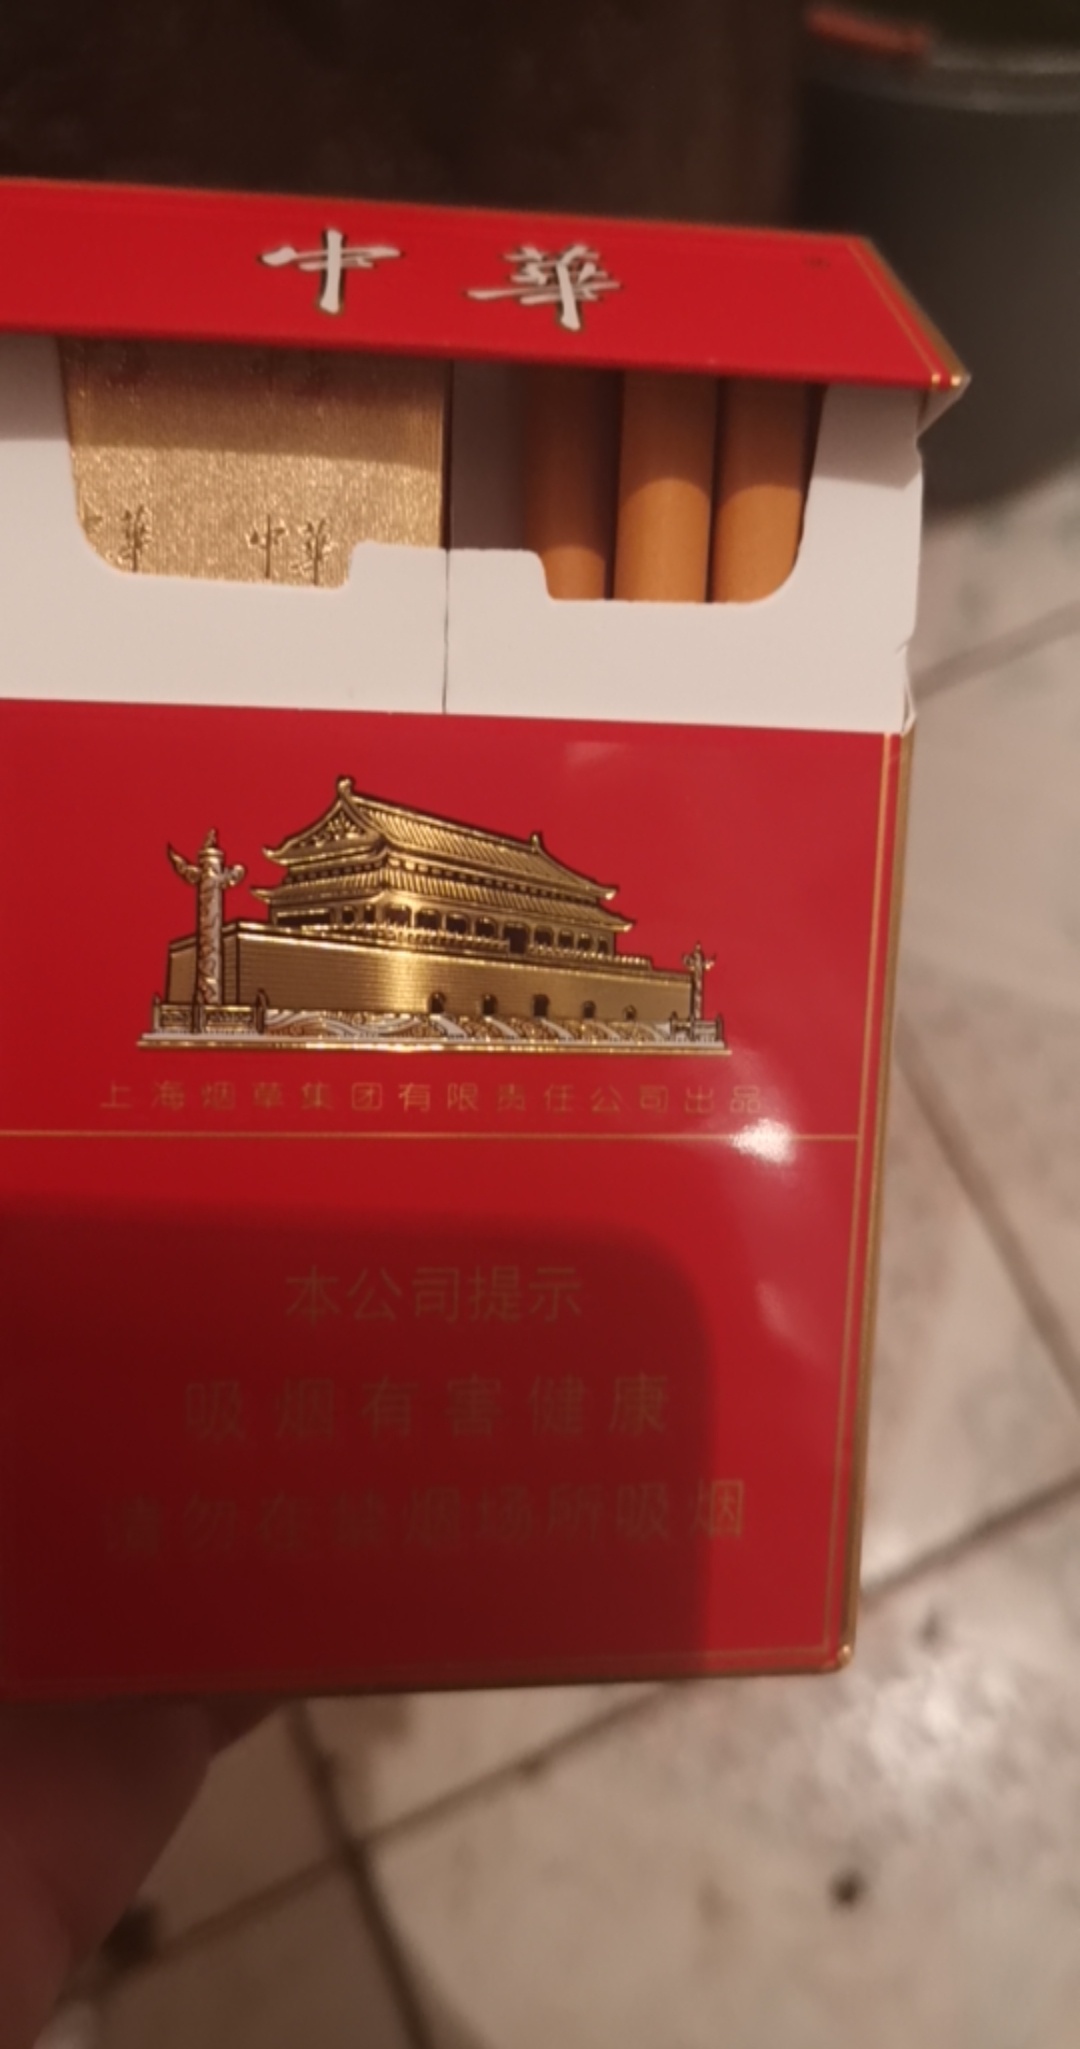 中華
華 中華
上海烟草集团有限责任公司出品
本公司提示
吸烟有害健康
请勿在禁烟场所吸烟